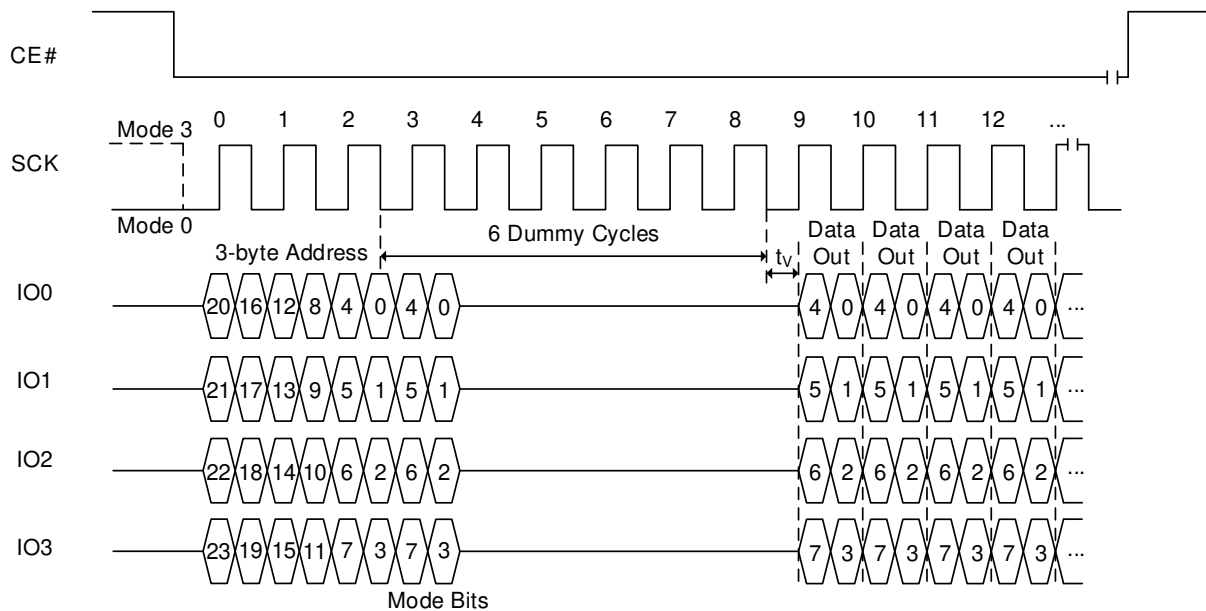 CE#
0 1 2 3 4 5 6 7 8 9 10 11 12 ...
Mode 3
SCK
Mode 0
6 Dummy Cycles
Data Data Data Data
3-byte Address
tV Out Out Out Out
IO0
20 16 12 8 4 0 4 0 4 0 4 0 4 0 4 0 ...
IO1
21 17 13 9 5 1 5 1 5 1 5 1 5 1 5 1 ...
IO2
22 18 14 10 6 2 6 2 6 2 6 2 6 2 6 2 ...
IO3
23 19 15 11 7 3 7 3 7 3 7 3 7 3 7 3 ...
Mode Bits